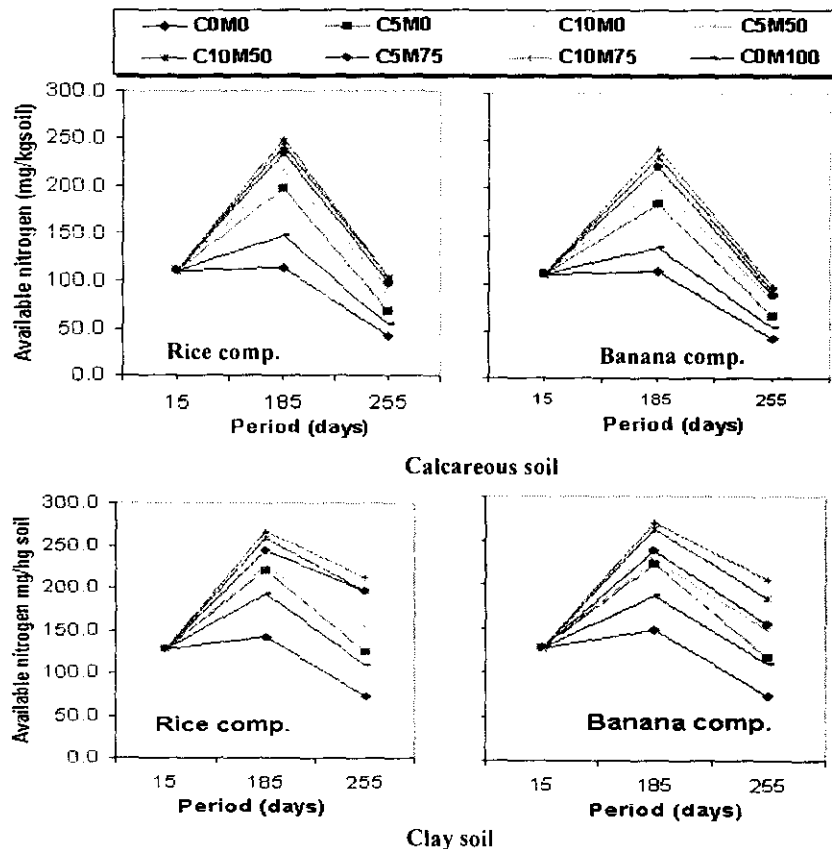 C0M0 C5M0 C10M0 C5M50
C10M50 C5M75 C10M75 C0M100
Available nitrogen (mg/kgsoil)
300.0
250.0
200.0
150.0
100.0
50.0
0.0
Rice comp.
15 185 255
Period (days)
Banana comp.
15 185 255
Period (days)
Calcareous soil
Available nitrogen mg/hg soil
300.0
250.0
200.0
150.0
100.0
50.0
0.0
Rice comp.
15 185 255
Period (days)
Banana comp.
15 185 255
Period (days)
Clay soil